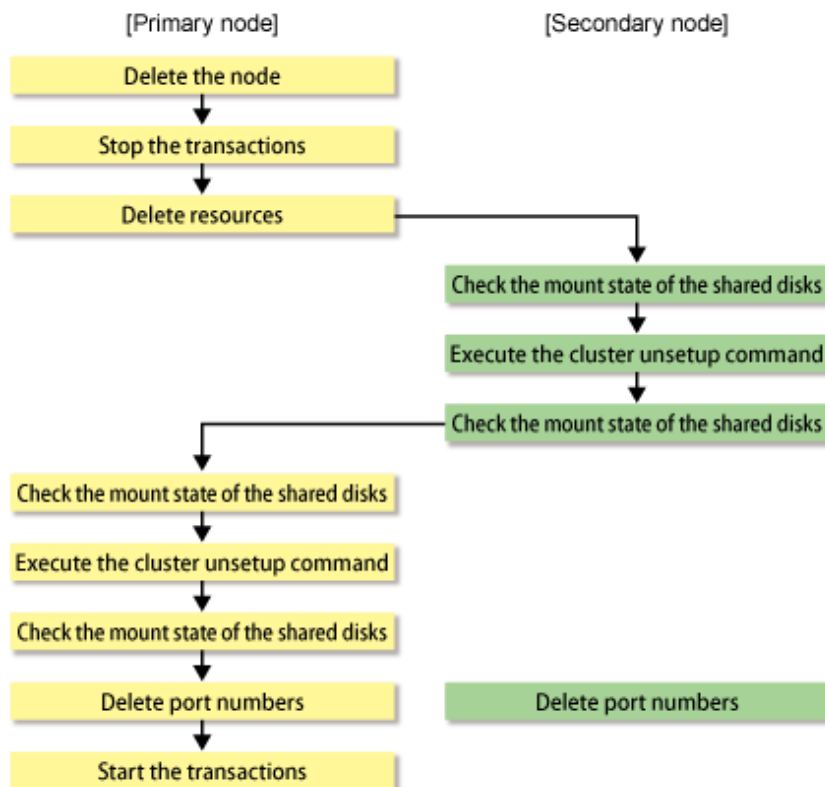 [Primary node]
[Secondary node]
Delete the node
Stop the transactions
Delete resources
Check the mount state of the shared disks
Execute the cluster unsetup command
Check the mount state of the shared disks
Check the mount state of the shared disks
Execute the cluster unsetup command
Check the mount state of the shared disks
Delete port numbers
Delete port numbers
Start the transactions